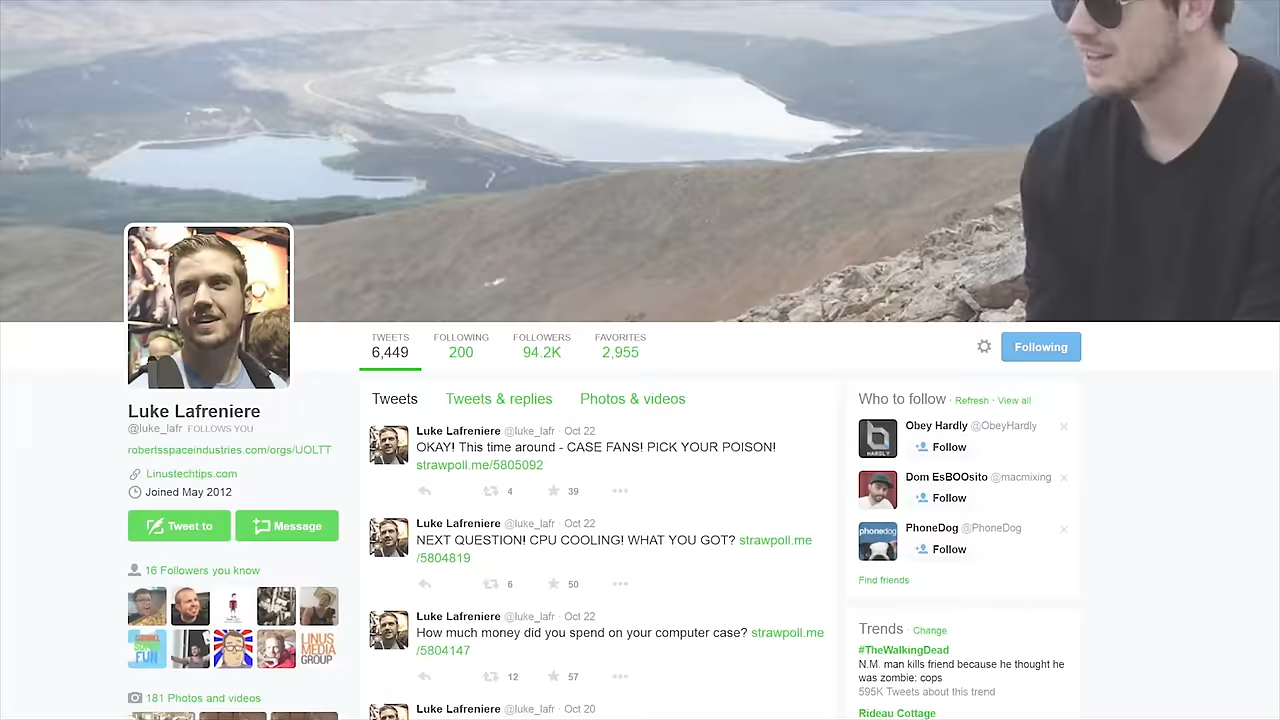 TWEETS
6,449
FOLLOWING
200
FOLLOWERS
94.2K
FAVORITES
2,955
Following
Luke Lafreniere
@luke_lafr FOLLOWS YOU
robertsspaceindustries.com/orgs/UOLTT
Linustechtips.com
Joined May 2012
Tweet to
Message
16 Followers you know
LINUS
MEDIA
GROUP
181 Photos and videos
Tweets
Tweets & replies
Photos & videos
Luke Lafreniere @luke_lafr · Oct 22
OKAY! This time around - CASE FANS! PICK YOUR POISON!
strawpoll.me/5805092
4
39
Luke Lafreniere @luke_lafr · Oct 22
NEXT QUESTION! CPU COOLING! WHAT YOU GOT? strawpoll.me
/5804819
6
50
Luke Lafreniere @luke_lafr · Oct 22
How much money did you spend on your computer case? strawpoll.me
/5804147
12
57
Luke Lafreniere @luke_lafr · Oct 20
Who to follow · Refresh · View all
HARDLY
Obey Hardly @ObeyHardly
Follow
Dom EsBOOsito @macmixing
Follow
phonedog
PhoneDog @PhoneDog
Follow
Find friends
Trends · Change
#TheWalkingDead
N.M. man kills friend because he thought he
was zombie: cops
595K Tweets about this trend
Rideau Cottage